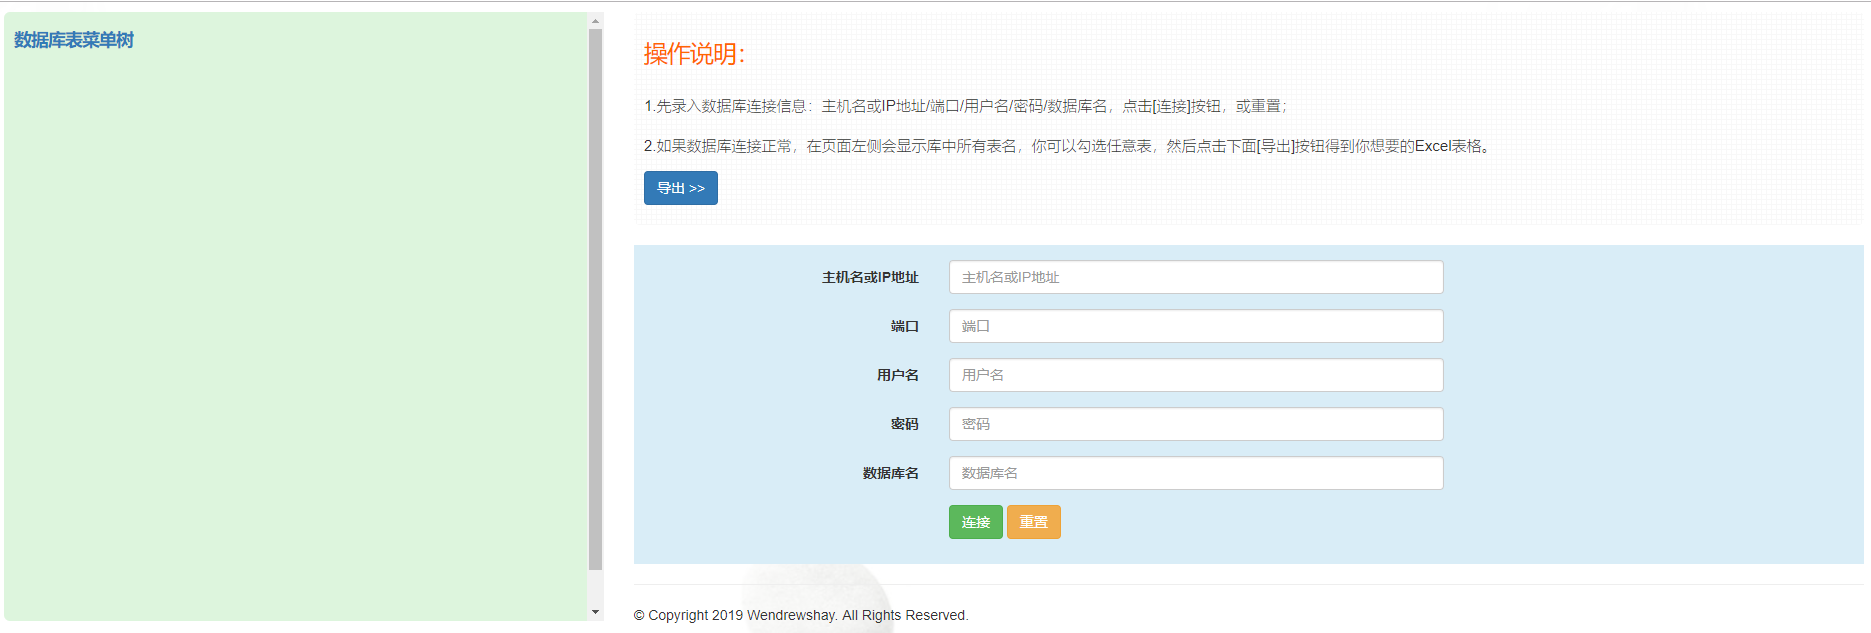 数据库表菜单树
操作说明：
1.先录入数据库连接信息：主机名或IP地址/端口/用户名/密码/数据库名，点击[连接]按钮，或重置；
2.如果数据库连接正常，在页面左侧会显示库中所有表名，你可以勾选任意表，然后点击下面[导出]按钮得到你想要的Excel表格。
导出 >>
主机名或IP地址 主机名或IP地址
端口 端口
用户名 用户名
密码 密码
数据库名 数据库名
连接 重置
© Copyright 2019 Wendrewshay. All Rights Reserved.